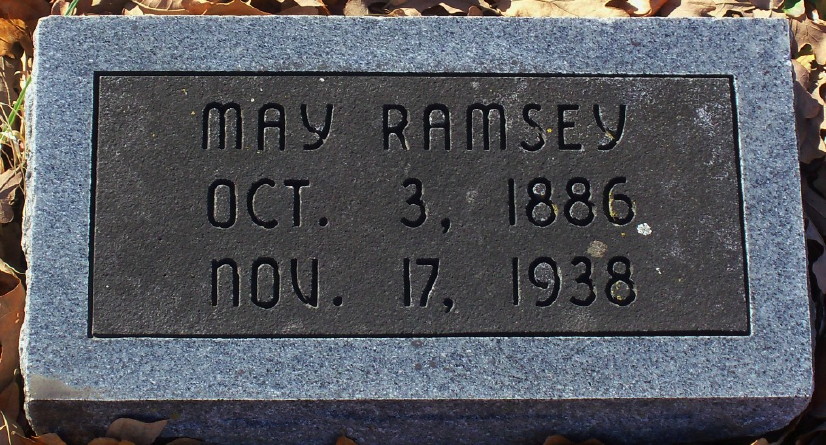 MAY RAMSEY
OCT. 3, 1886
NOV. 17, 1938